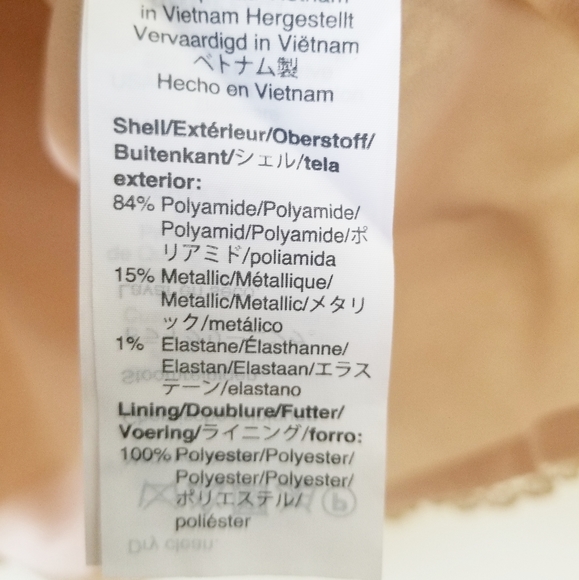 in Vietnam Hergestellt
Vervaardigd in Viëtnam
ベトナム製
Hecho en Vietnam
Shell/Extérieur/Oberstoff/
Buitenkant/シェル/tela
exterior:
84% Polyamide/Polyamide/
Polyamid/Polyamide/ポ
リアミド/poliamida
15% Metallic/Métallique/
Metallic/Metallic/メタリ
ック/metálico
1% Elastane/Élasthanne/
Elastan/Elastaan/エラス
テーン/elastano
Lining/Doublure/Futter/
Voering/ライニング/forro:
100% Polyester/Polyester/
Polyester/Polyester/
ポリエステル/
poliéster
Dry clean.